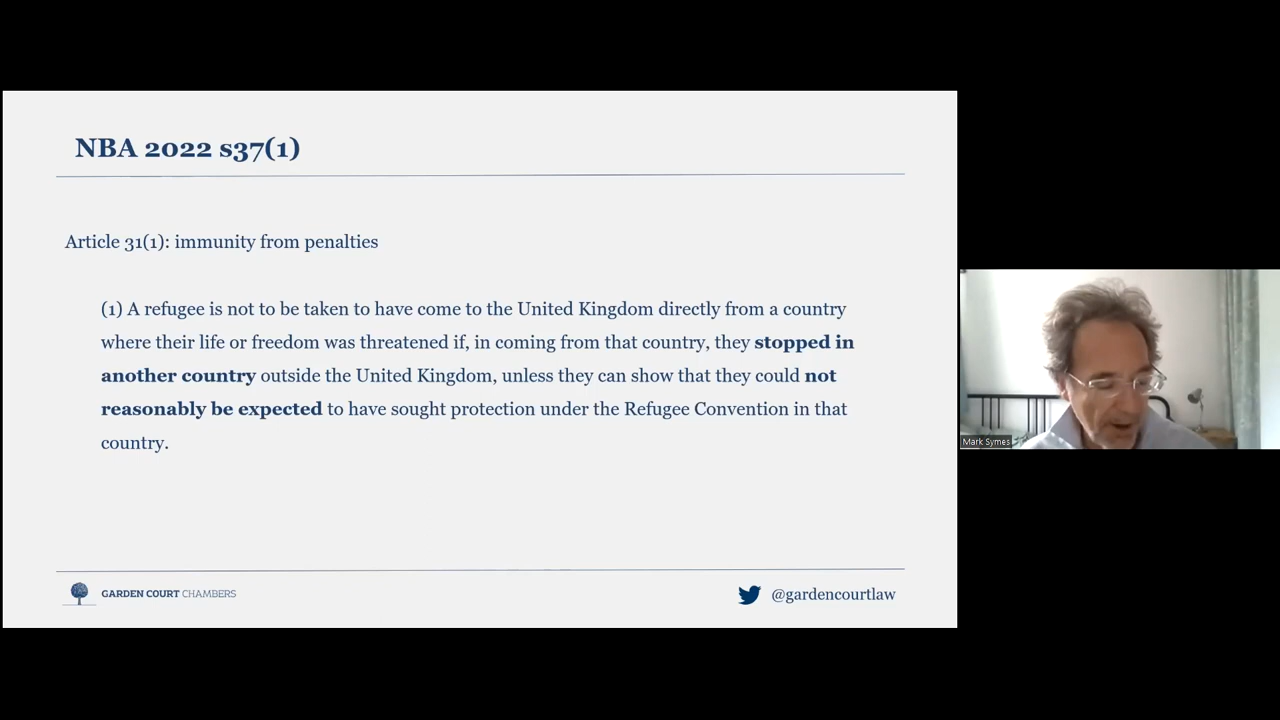 NBA 2022 s37(1)
Article 31(1): immunity from penalties
(1) A refugee is not to be taken to have come to the United Kingdom directly from a country
where their life or freedom was threatened if, in coming from that country, they stopped in
another country outside the United Kingdom, unless they can show that they could not
reasonably be expected to have sought protection under the Refugee Convention in that
country.
GARDEN COURT CHAMBERS
@gardencourtlaw
Mark Symes